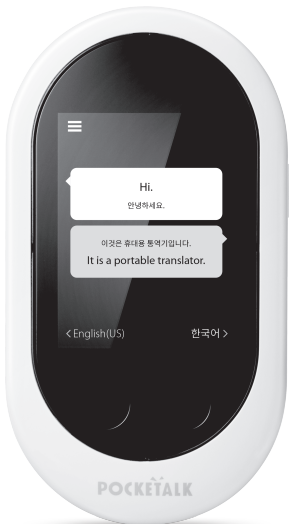 Hi.
안녕하세요.
이것은 휴대용 통역기입니다.
It is a portable translator.
< English(US)
한국어 >
POCKETALK